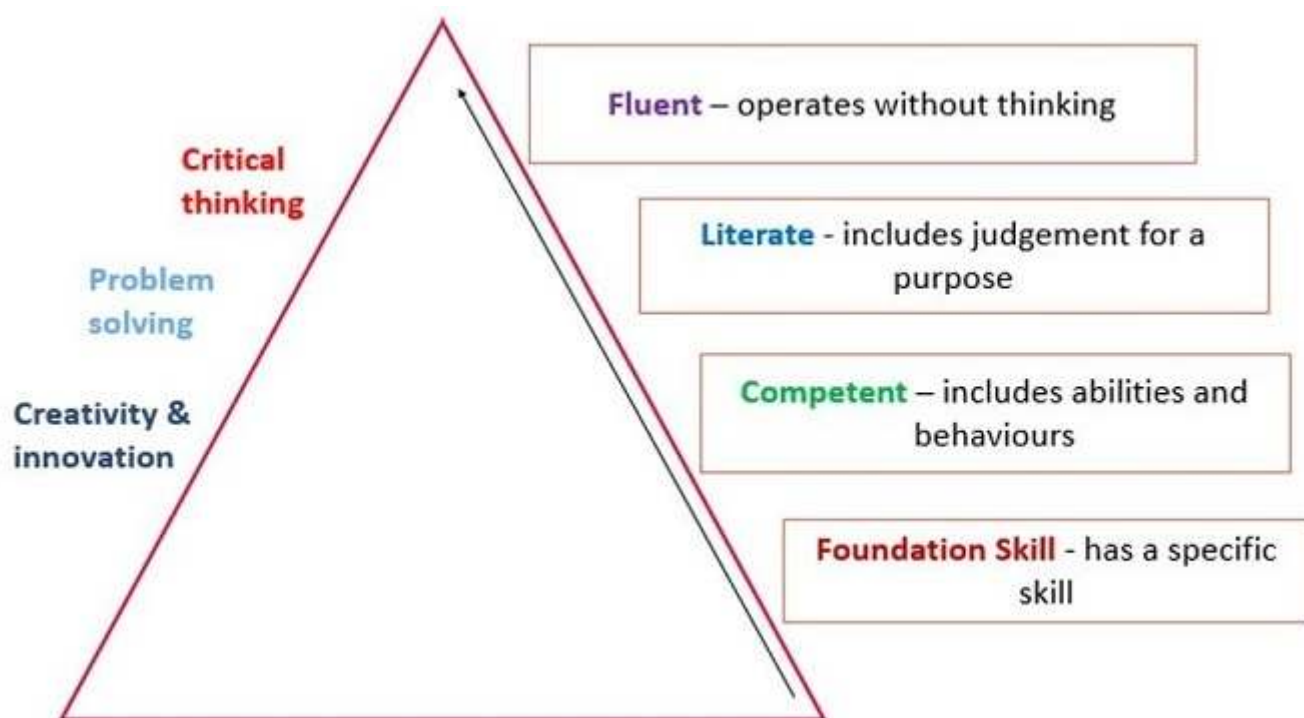 Fluent – operates without thinking
Critical
thinking
Literate - includes judgement for a
purpose
Problem
solving
Competent – includes abilities and
behaviours
Creativity &
innovation
Foundation Skill - has a specific
skill